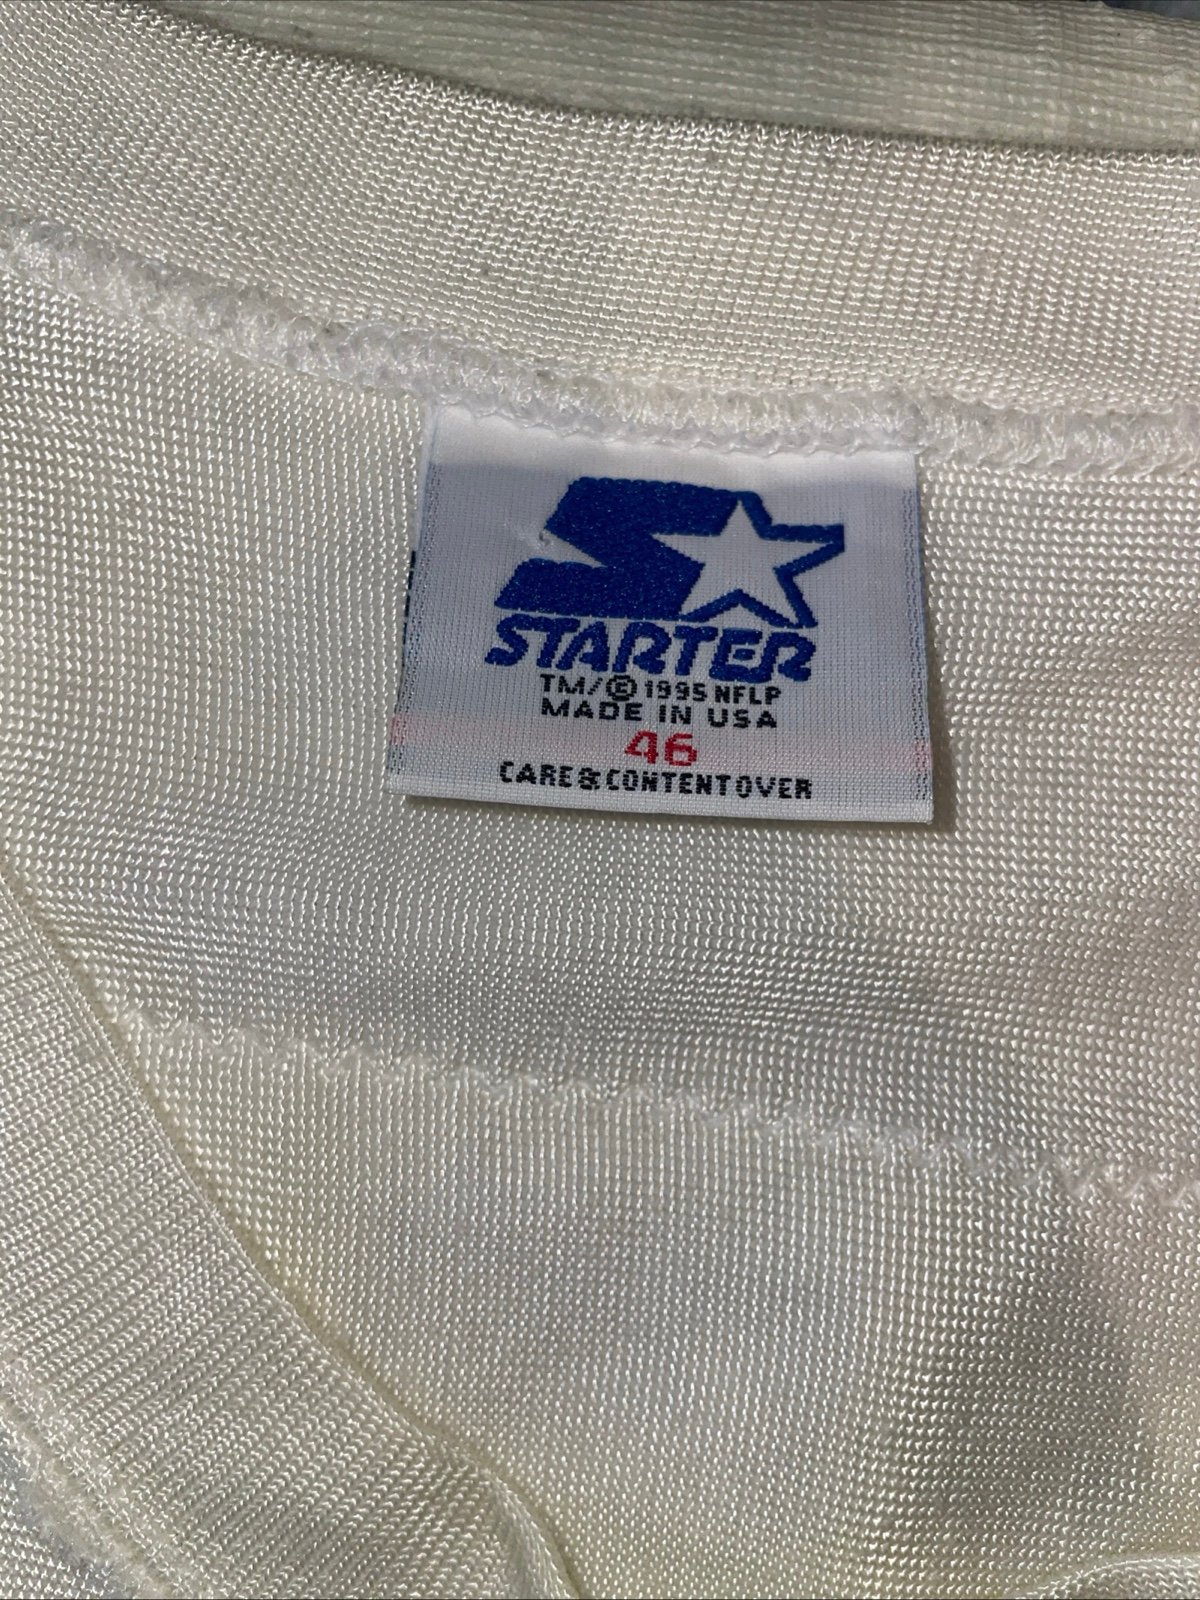 STARTER
TM/© 1995 NFLP
MADE IN USA
46
CARE & CONTENT OVER